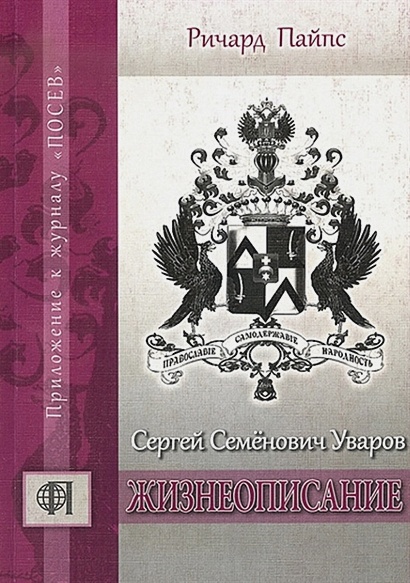 Ричард Пайпс
Приложение к журналу «ПОСЕВ»
ПРАВОСЛАВІЕ САМОДЕРЖАВІЕ НАРОДНОСТЬ
Сергей Семёнович Уваров
ЖИЗНЕОПИСАНИЕ
П